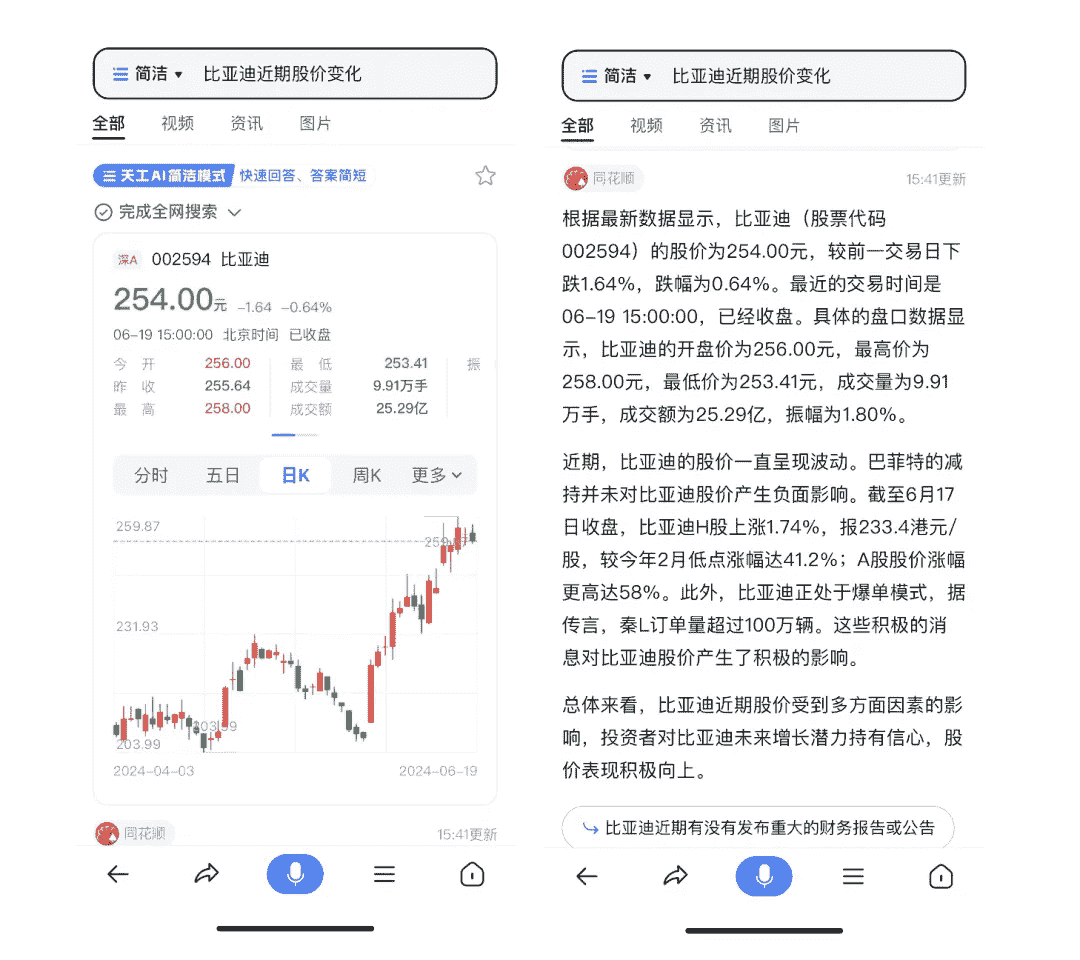 简洁 ▾ 比亚迪近期股价变化
全部 视频 资讯 图片
天工AI简洁模式 快速回答、答案简短
完成全网搜索
深A 002594 比亚迪
254.00元 -1.64 -0.64%
06-19 15:00:00 北京时间 已收盘
今开 256.00 最低 253.41 振
昨收 255.64 成交量 9.91万手
最高 258.00 成交额 25.29亿
分时 五日 日K 周K 更多
259.87
259.87
231.93
203.99
203.99
2024-04-03 2024-06-19
同花顺 15:41更新
简洁 ▾ 比亚迪近期股价变化
全部 视频 资讯 图片
同花顺 15:41更新
根据最新数据显示，比亚迪（股票代码
002594）的股价为254.00元，较前一交易日下
跌1.64%，跌幅为0.64%。最近的交易时间是
06-19 15:00:00，已经收盘。具体的盘口数据显
示，比亚迪的开盘价为256.00元，最高价为
258.00元，最低价为253.41元，成交量为9.91
万手，成交额为25.29亿，振幅为1.80%。
近期，比亚迪的股价一直呈现波动。巴菲特的减
持并未对比亚迪股价产生负面影响。截至6月17
日收盘，比亚迪H股上涨1.74%，报233.4港元/
股，较今年2月低点涨幅达41.2%；A股股价涨幅
更高达58%。此外，比亚迪正处于爆单模式，据
传言，秦L订单量超过100万辆。这些积极的消
息对比亚迪股价产生了积极的影响。
总体来看，比亚迪近期股价受到多方面因素的影
响，投资者对比亚迪未来增长潜力持有信心，股
价表现积极向上。
比亚迪近期有没有发布重大的财务报告或公告